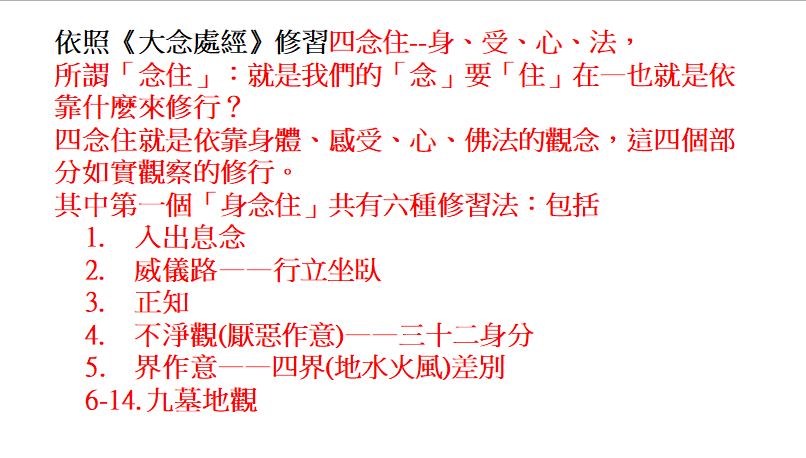 依照《大念處經》修習四念住--身、受、心、法，
所謂「念住」：就是我們的「念」要「住」在—也就是依
靠什麼來修行？
四念住就是依靠身體、感受、心、佛法的觀念，這四個部
分如實觀察的修行。
其中第一個「身念住」共有六種修習法：包括
1. 入出息念
2. 威儀路——行立坐臥
3. 正知
4. 不淨觀(厭惡作意)——三十二身分
5. 界作意——四界(地水火風)差別
6-14. 九墓地觀